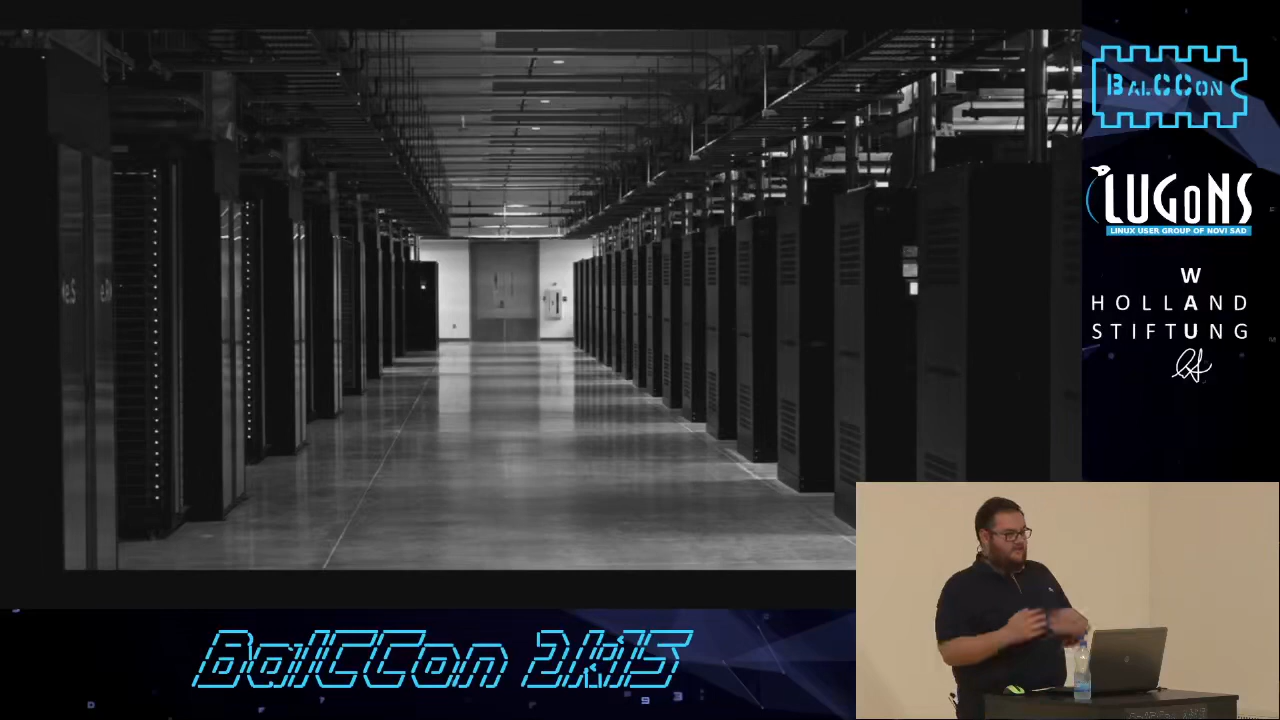 BALCCON
LUGONS
LINUX USER GROUP OF NOVI SAD
W
HOLLAND
STIFTUNG
BalCCon 2k15